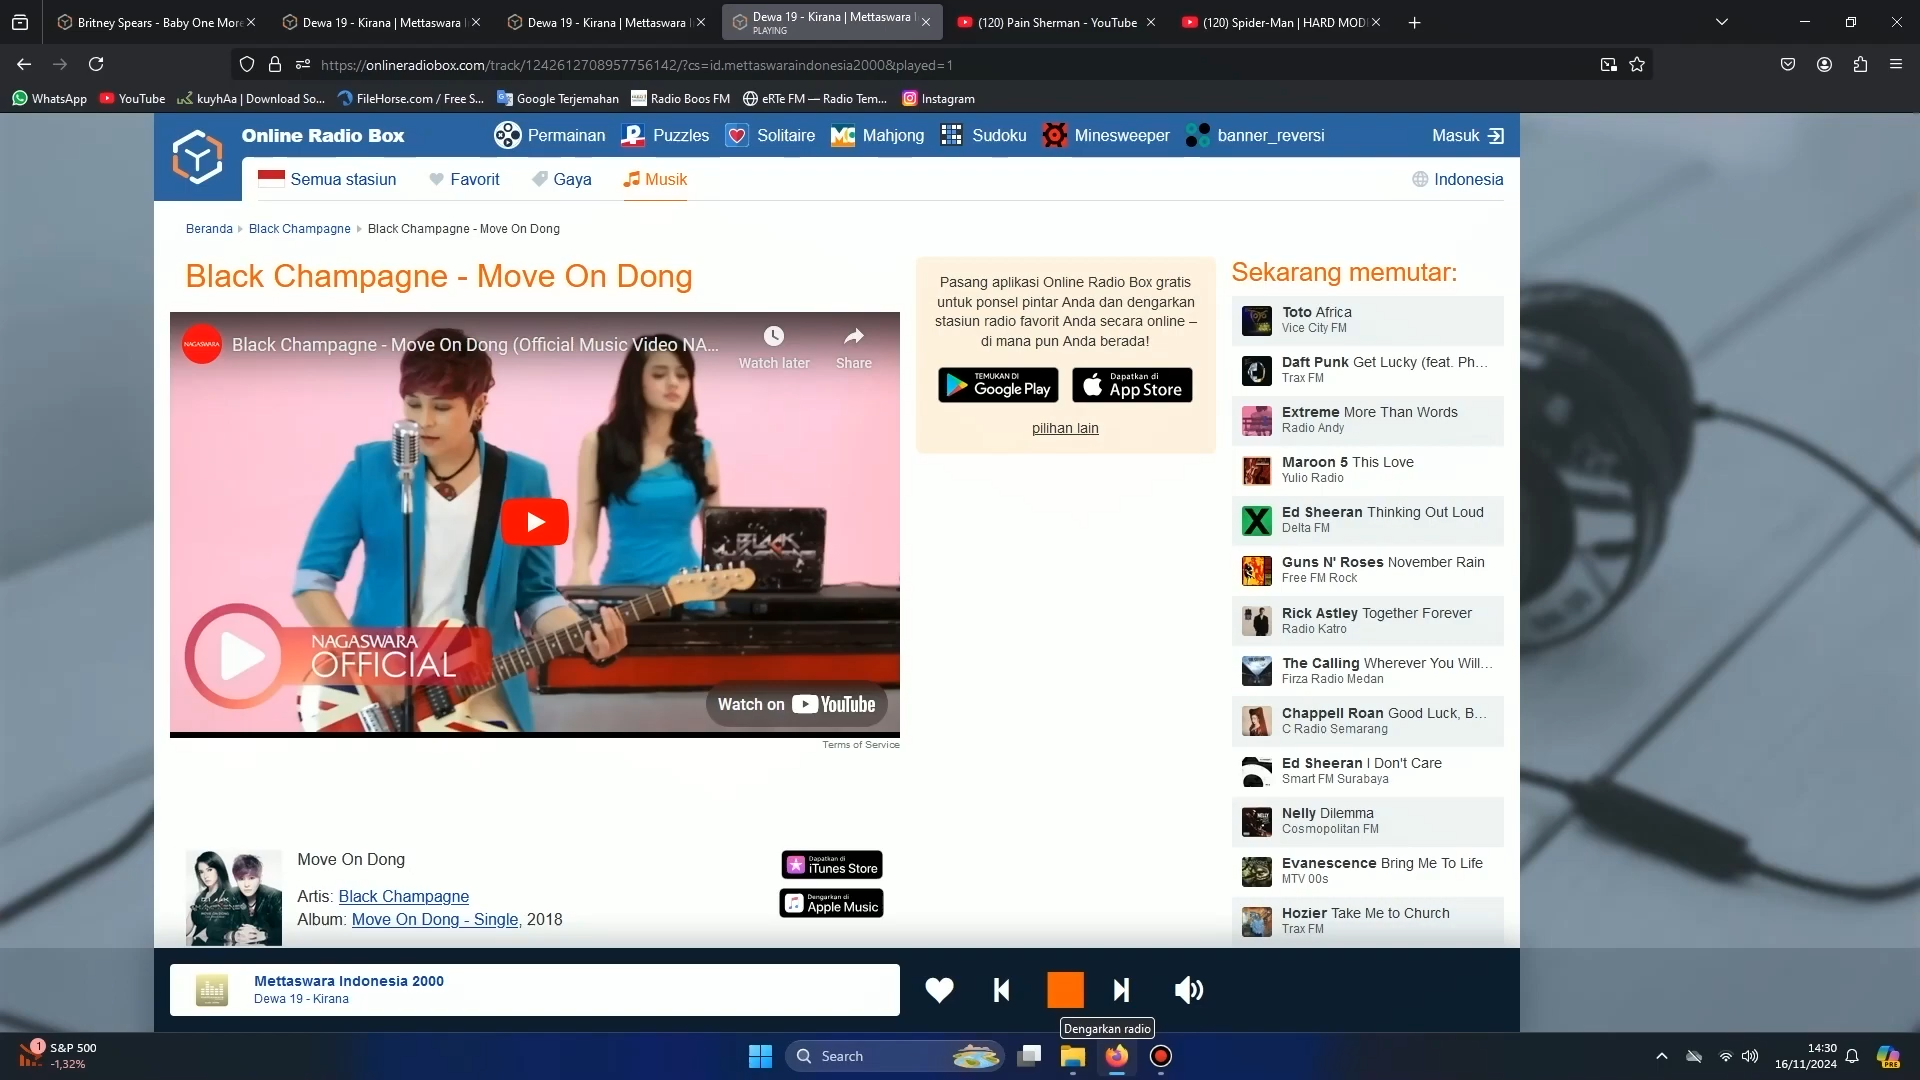 Britney Spears - Baby One More
Dewa 19 - Kirana | Mettaswara I
Dewa 19 - Kirana | Mettaswara I
Dewa 19 - Kirana | Mettaswara I
PLAYING
(120) Pain Sherman - YouTube
(120) Spider-Man | HARD MOD
https://onlineradiobox.com/track/1242612708957756142/?cs=id.mettaswaraindonesia2000&played=1
WhatsApp
YouTube
kuyhAa | Download So...
FileHorse.com / Free S...
Google Terjemahan
Radio Boos FM
eRTe FM — Radio Tem...
Instagram
Online Radio Box
Permainan
Puzzles
Solitaire
Mahjong
Sudoku
Minesweeper
banner_reversi
Masuk
Semua stasiun
Favorit
Gaya
Musik
Indonesia
Beranda
Black Champagne
Black Champagne - Move On Dong
Black Champagne - Move On Dong
NAGASWARA
Black Champagne - Move On Dong (Official Music Video NA...
Watch later
Share
BLACK
NAGASWARA
OFFICIAL
Watch on YouTube
Terms of Service
Pasang aplikasi Online Radio Box gratis
untuk ponsel pintar Anda dan dengarkan
stasiun radio favorit Anda secara online –
di mana pun Anda berada!
TEMUKAN DI
Google Play
Dapatkan di
App Store
pilihan lain
Sekarang memutar:
Toto Africa
Vice City FM
Daft Punk Get Lucky (feat. Ph...
Trax FM
Extreme More Than Words
Radio Andy
Maroon 5 This Love
Yulio Radio
Ed Sheeran Thinking Out Loud
Delta FM
Guns N' Roses November Rain
Free FM Rock
Rick Astley Together Forever
Radio Katro
The Calling Wherever You Will...
Firza Radio Medan
Chappell Roan Good Luck, B...
C Radio Semarang
Ed Sheeran I Don't Care
Smart FM Surabaya
Nelly Dilemma
Cosmopolitan FM
Evanescence Bring Me To Life
MTV 00s
Hozier Take Me to Church
Trax FM
Move On Dong
Artis: Black Champagne
Album: Move On Dong - Single, 2018
Dapatkan di
iTunes Store
Dengarkan di
Apple Music
Mettaswara Indonesia 2000
Dewa 19 - Kirana
Dengarkan radio
1
S&P 500
-1,32%
Search
14:30
16/11/2024
PRE